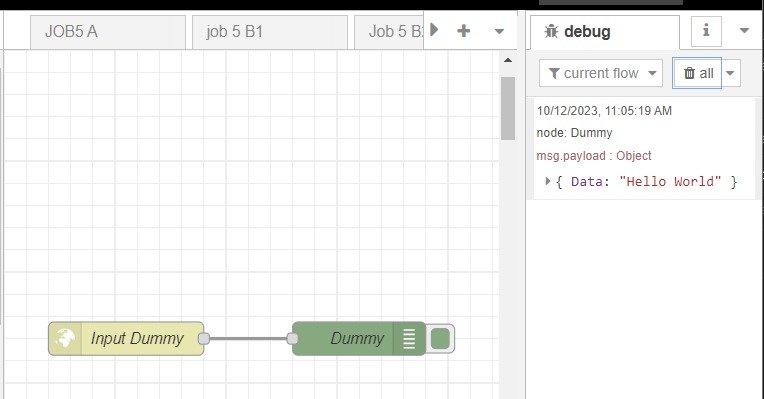 JOB5 A
job 5 B1
Job 5 B
debug
i
current flow
all
10/12/2023, 11:05:19 AM
node: Dummy
msg.payload : Object
{ Data: "Hello World" }
Input Dummy
Dummy